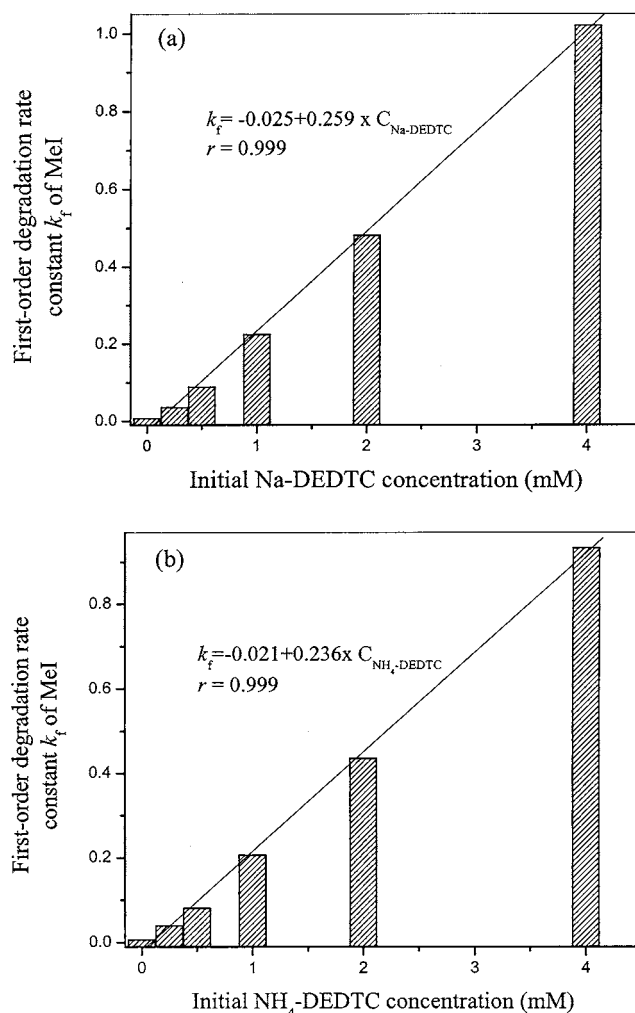 (a)
k_f= -0.025+0.259 x C_Na-DEDTC
r = 0.999
First-order degradation rate
constant k_f of MeI
1.0
0.8
0.6
0.4
0.2
0.0
0 1 2 3 4
Initial Na-DEDTC concentration (mM)
(b)
k_f=-0.021+0.236x C_NH₄-DEDTC
r = 0.999
First-order degradation rate
constant k_f of MeI
0.8
0.6
0.4
0.2
0.0
0 1 2 3 4
Initial NH₄-DEDTC concentration (mM)